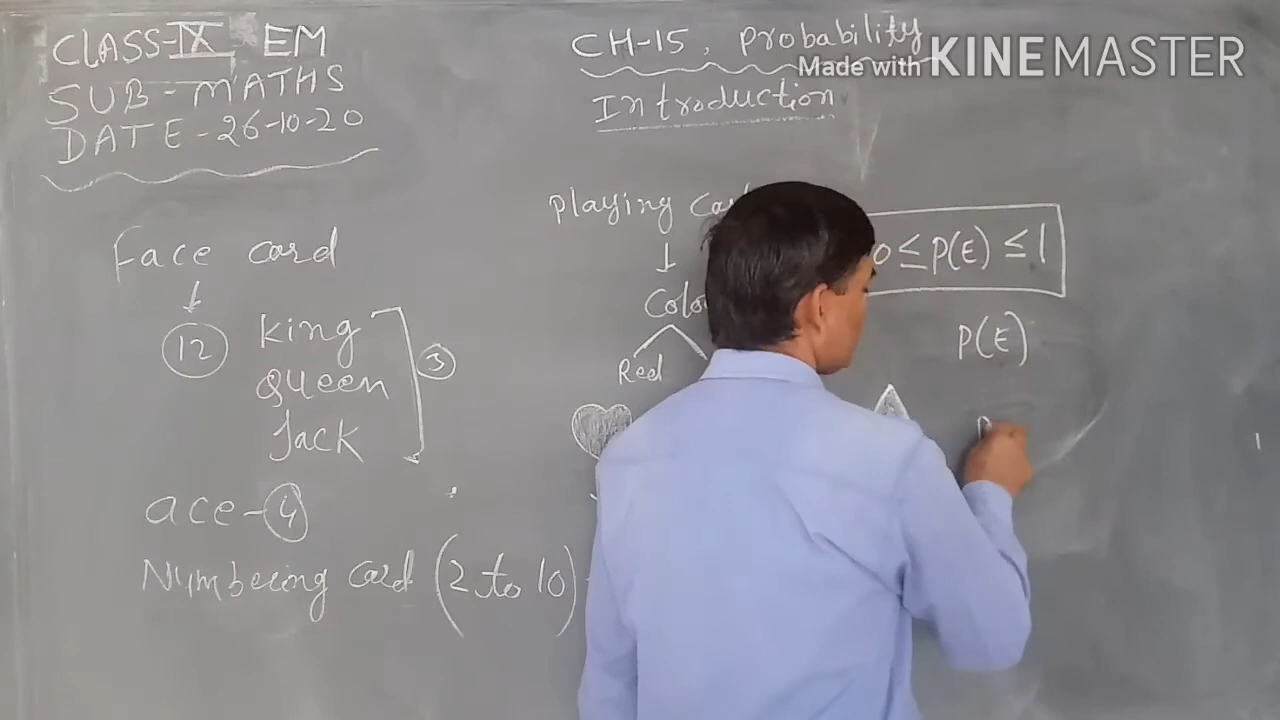 CLASS-IX EM
SUB-MATHS
DATE-26-10-20
CH-15, Probability
Introduction
Made with KINEMASTER
Face card
12
King
Queen
Jack
3
ace-4
Numbering card (2 to 10)
Playing
Red
0 ≤ P(E) ≤ 1
P(E)